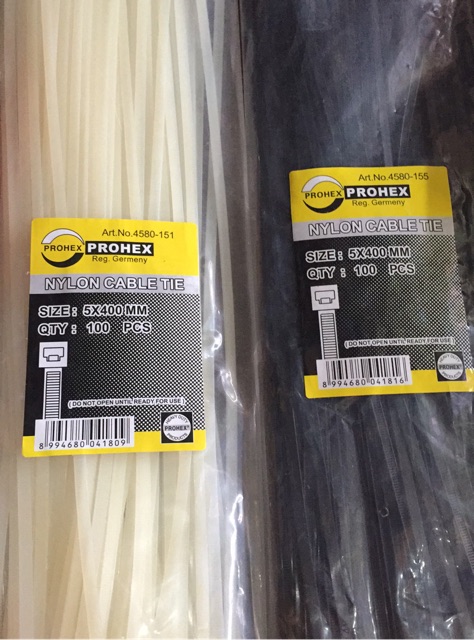 Art.No.4580-151
PROHEX PROHEX
Reg. Germeny
NYLON CABLE TIE
SIZE : 5X400 MM
QTY : 100 PCS
( DO NOT OPEN UNTIL READY FOR USE )
8 994680 041809
PROHEX
PRODUCTS
Art.No.4580-155
PROHEX PROHEX
Reg. Germeny
NYLON CABLE TIE
SIZE : 5X400 MM
QTY : 100 PCS
( DO NOT OPEN UNTIL READY FOR USE )
8 994680 041816
PROHEX
PRODUCTS